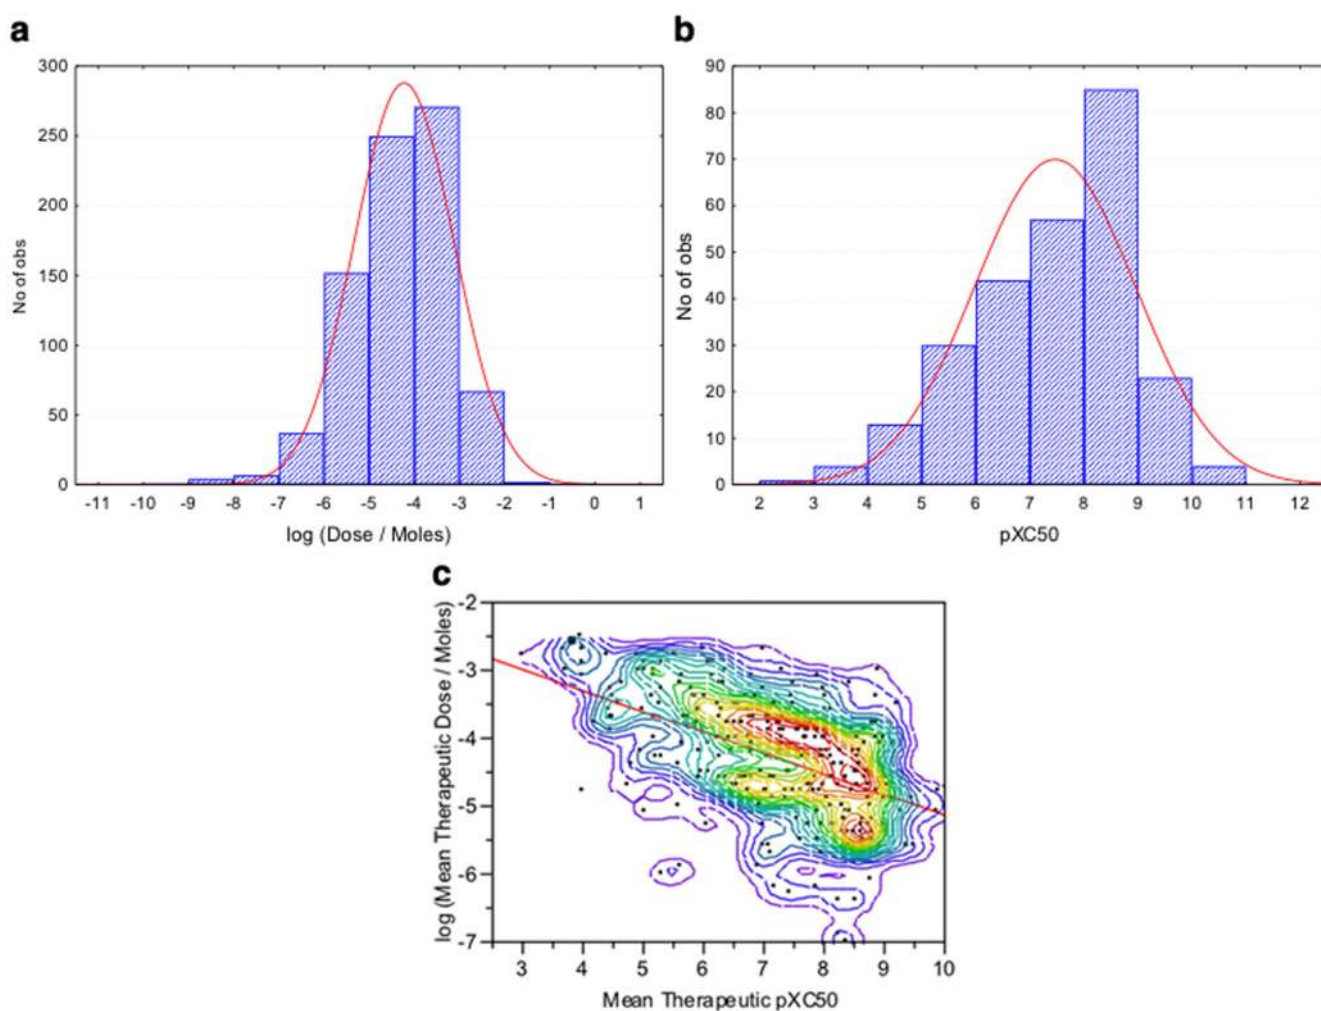 a
300
250
200
150
100
50
0
No of obs
-11 -10 -9 -8 -7 -6 -5 -4 -3 -2 -1 0 1
log (Dose / Moles)
b
90
80
70
60
50
40
30
20
10
0
No of obs
2 3 4 5 6 7 8 9 10 11 12
pXC50
c
-2
-3
-4
-5
-6
-7
log (Mean Therapeutic Dose / Moles)
3 4 5 6 7 8 9 10
Mean Therapeutic pXC50